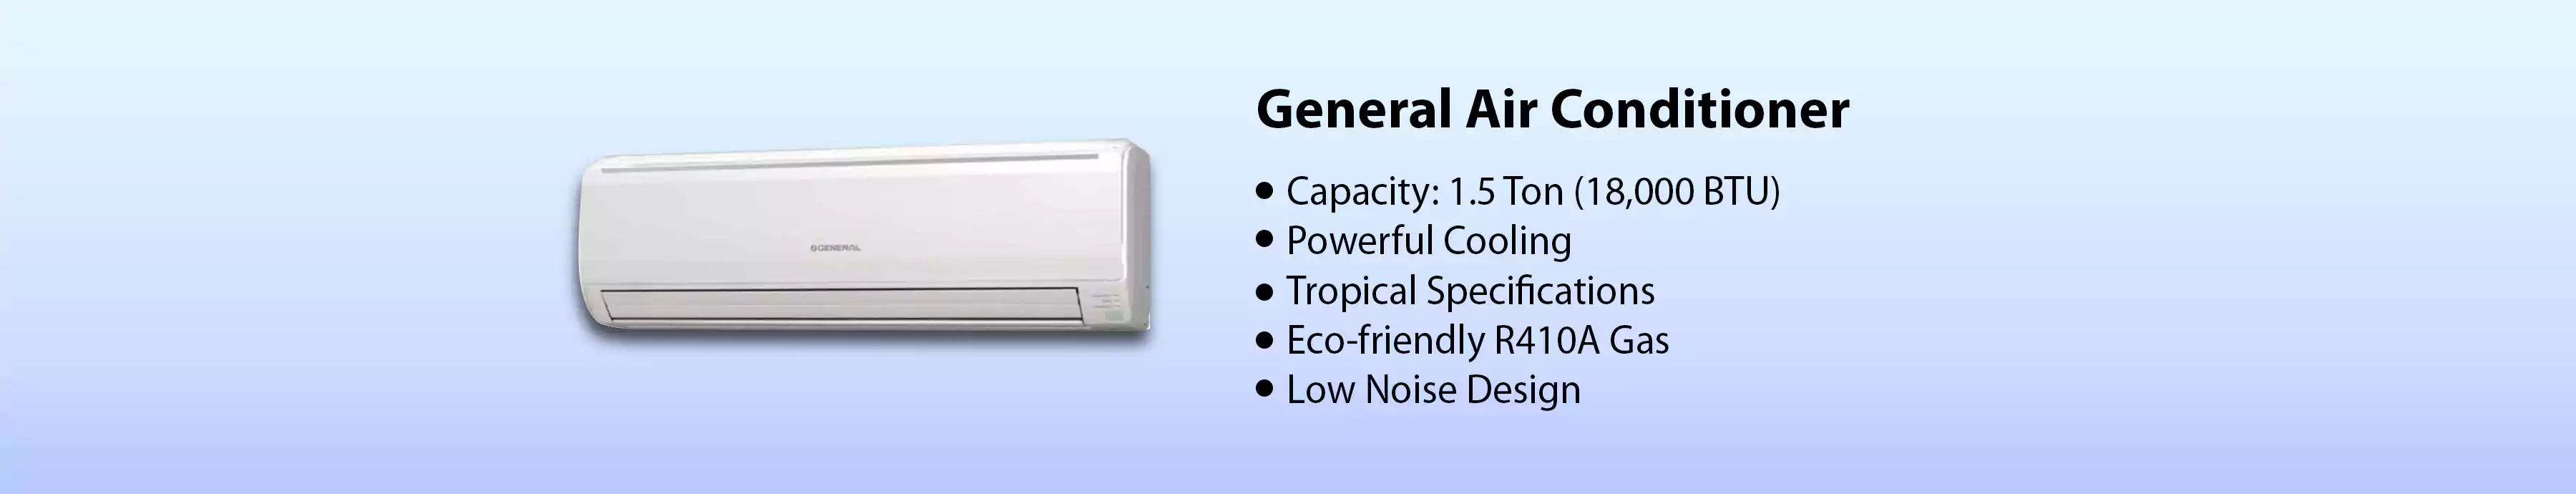 General Air Conditioner
● Capacity: 1.5 Ton (18,000 BTU)
● Powerful Cooling
● Tropical Specifications
● Eco-friendly R410A Gas
● Low Noise Design
GENERAL